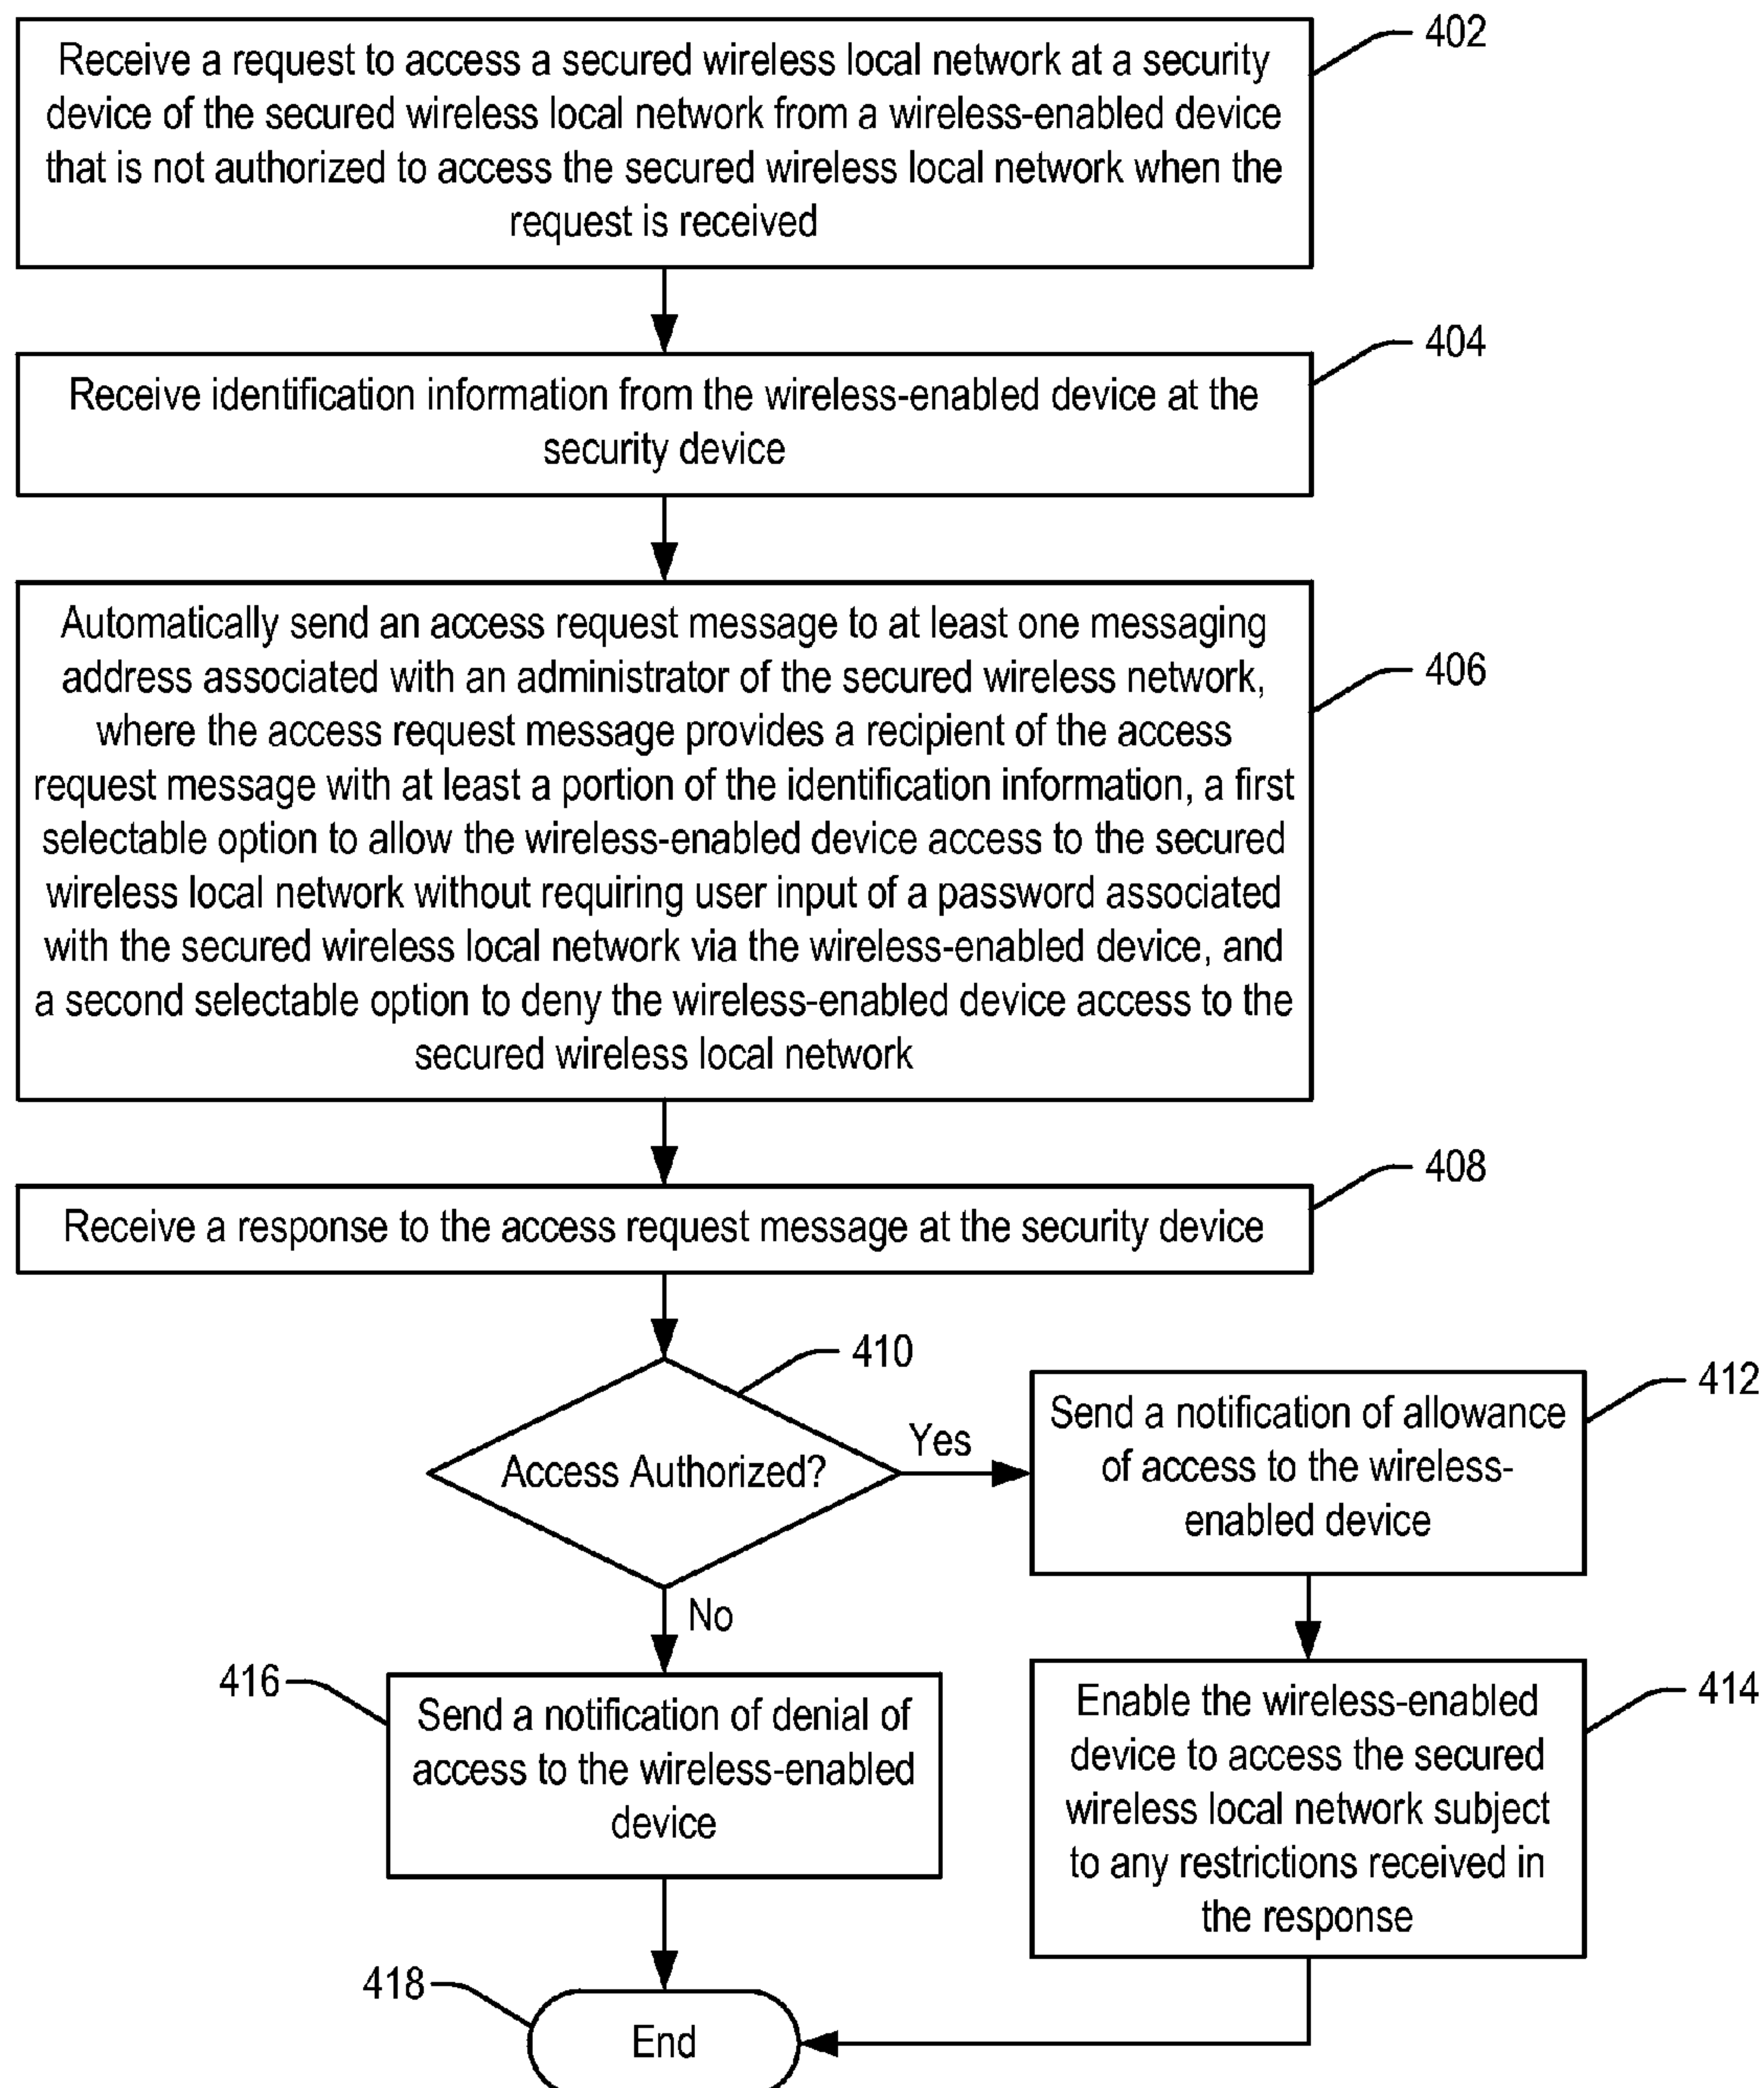 402
Receive a request to access a secured wireless local network at a security
device of the secured wireless local network from a wireless-enabled device
that is not authorized to access the secured wireless local network when the
request is received
404
Receive identification information from the wireless-enabled device at the
security device
406
Automatically send an access request message to at least one messaging
address associated with an administrator of the secured wireless network,
where the access request message provides a recipient of the access
request message with at least a portion of the identification information, a first
selectable option to allow the wireless-enabled device access to the secured
wireless local network without requiring user input of a password associated
with the secured wireless local network via the wireless-enabled device, and
a second selectable option to deny the wireless-enabled device access to the
secured wireless local network
408
Receive a response to the access request message at the security device
410
Access Authorized?
Yes
412
Send a notification of allowance
of access to the wireless-
enabled device
No
416
Send a notification of denial of
access to the wireless-enabled
device
414
Enable the wireless-enabled
device to access the secured
wireless local network subject
to any restrictions received in
the response
418
End